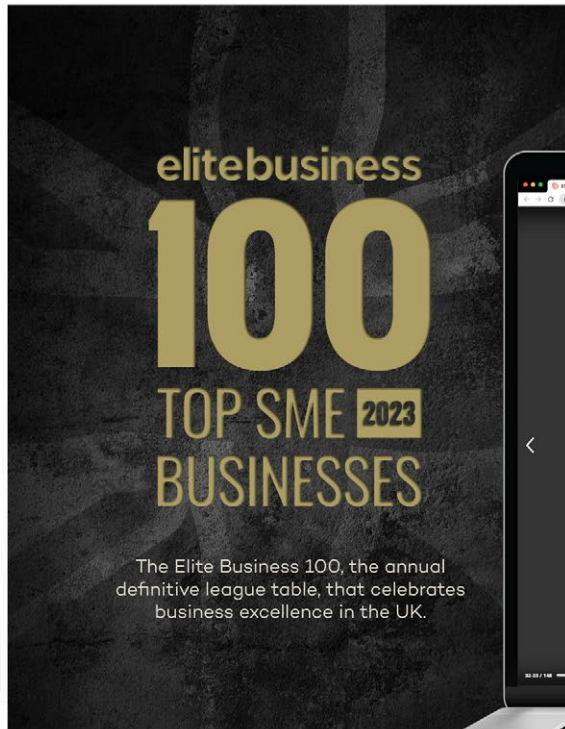 elitebusiness
100
TOP SME 2023
BUSINESSES
The Elite Business 100, the annual
definitive league table, that celebrates
business excellence in the UK.